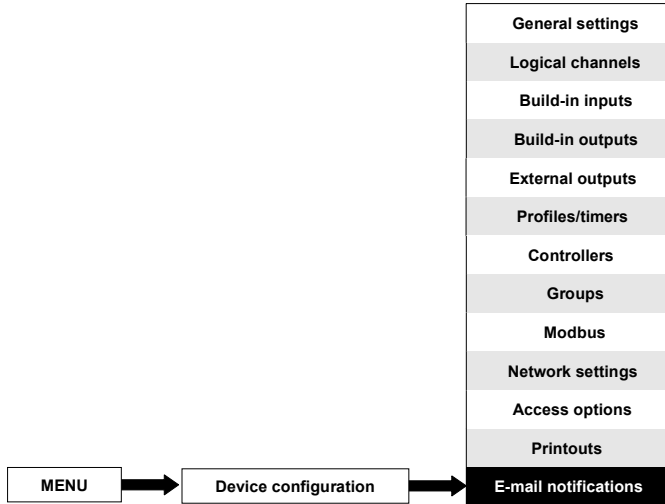 General settings
Logical channels
Build-in inputs
Build-in outputs
External outputs
Profiles/timers
Controllers
Groups
Modbus
Network settings
Access options
Printouts
MENU
Device configuration
E-mail notifications